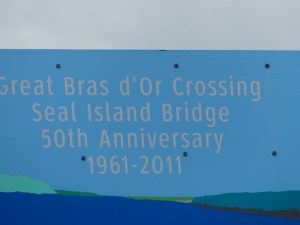 Great Bras d'Or Crossing
Seal Island Bridge
50th Anniversary
1961-2011